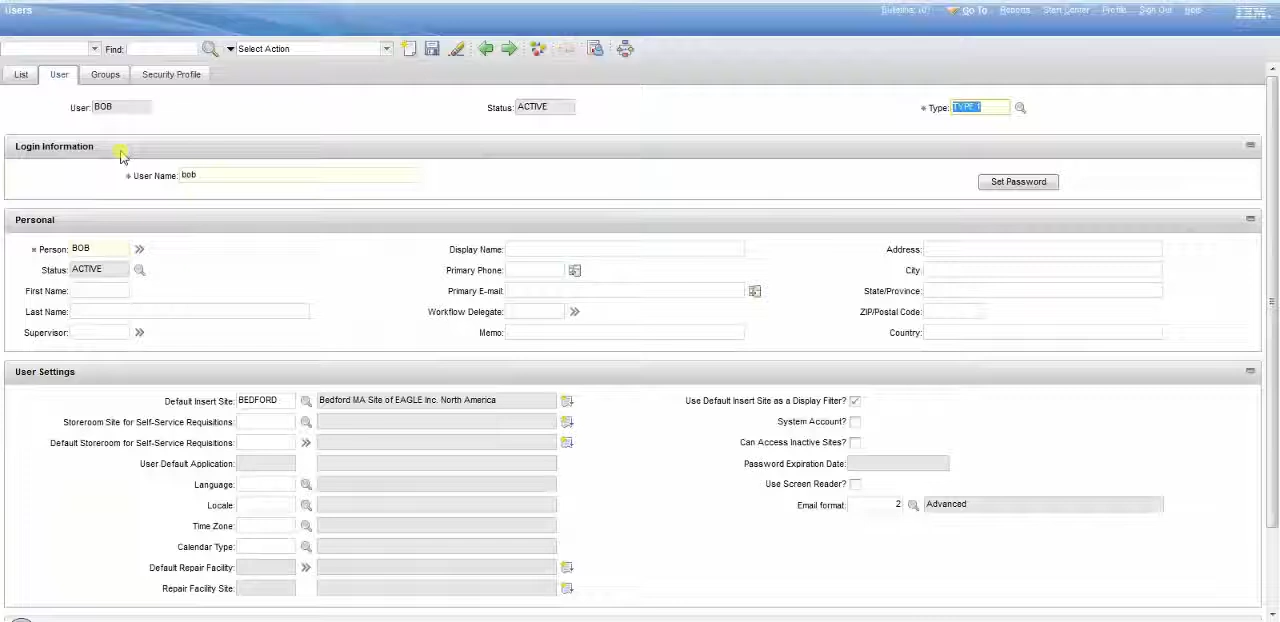 Users
Bulletins: (0) Go To Reports Start Center Profile Sign Out Help IBM
Find: Select Action
List User Groups Security Profile
User: BOB Status: ACTIVE * Type: TYPE 1
Login Information
* User Name: bob Set Password
Personal
* Person: BOB Display Name: Address:
Status: ACTIVE Primary Phone: City:
First Name: Primary E-mail: State/Province:
Last Name: Workflow Delegate: ZIP/Postal Code:
Supervisor: Memo: Country:
User Settings
Default Insert Site: BEDFORD Bedford MA Site of EAGLE Inc. North America Use Default Insert Site as a Display Filter?
Storeroom Site for Self-Service Requisitions: System Account?
Default Storeroom for Self-Service Requisitions: Can Access Inactive Sites?
User Default Application: Password Expiration Date:
Language: Use Screen Reader?
Locale: Email format: 2 Advanced
Time Zone:
Calendar Type:
Default Repair Facility:
Repair Facility Site: